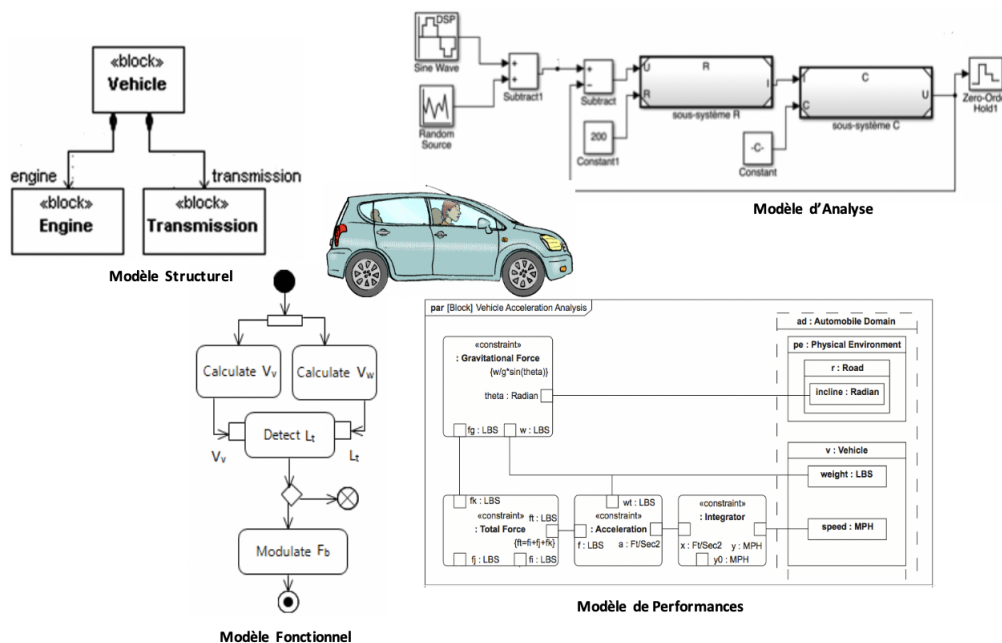 «block»
Vehicle
engine
transmission
«block»
Engine
«block»
Transmission
Modèle Structurel
DSP
Sine Wave
Random
Source
+
+
Subtract1
+
−
Subtract
U
R
R
I
sous-système R
200
Constant1
-C-
Constant
I
C
C
U
sous-système C
Zero-Orde
Hold1
Modèle d'Analyse
Calculate Vv
Calculate Vw
Detect Lt
Vv
Lt
Modulate Fb
Modèle Fonctionnel
par [Block] Vehicle Acceleration Analysis
«constraint»
: Gravitational Force
{w/g*sin(theta)}
theta : Radian
fg : LBS
w : LBS
ad : Automobile Domain
pe : Physical Environment
r : Road
incline : Radian
v : Vehicle
weight : LBS
speed : MPH
fk : LBS
«constraint»
ft : LBS
: Total Force
{ft=fi+fj+fk}
fj : LBS
fi : LBS
wt : LBS
«constraint»
: Acceleration
f : LBS
a : Ft/Sec2
«constraint»
: Integrator
x : Ft/Sec2
y : MPH
y0 : MPH
Modèle de Performances